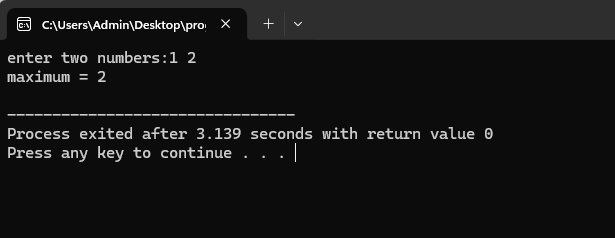 C:\Users\Admin\Desktop\pro
enter two numbers:1 2
maximum = 2
--------------------------------
Process exited after 3.139 seconds with return value 0
Press any key to continue . . .